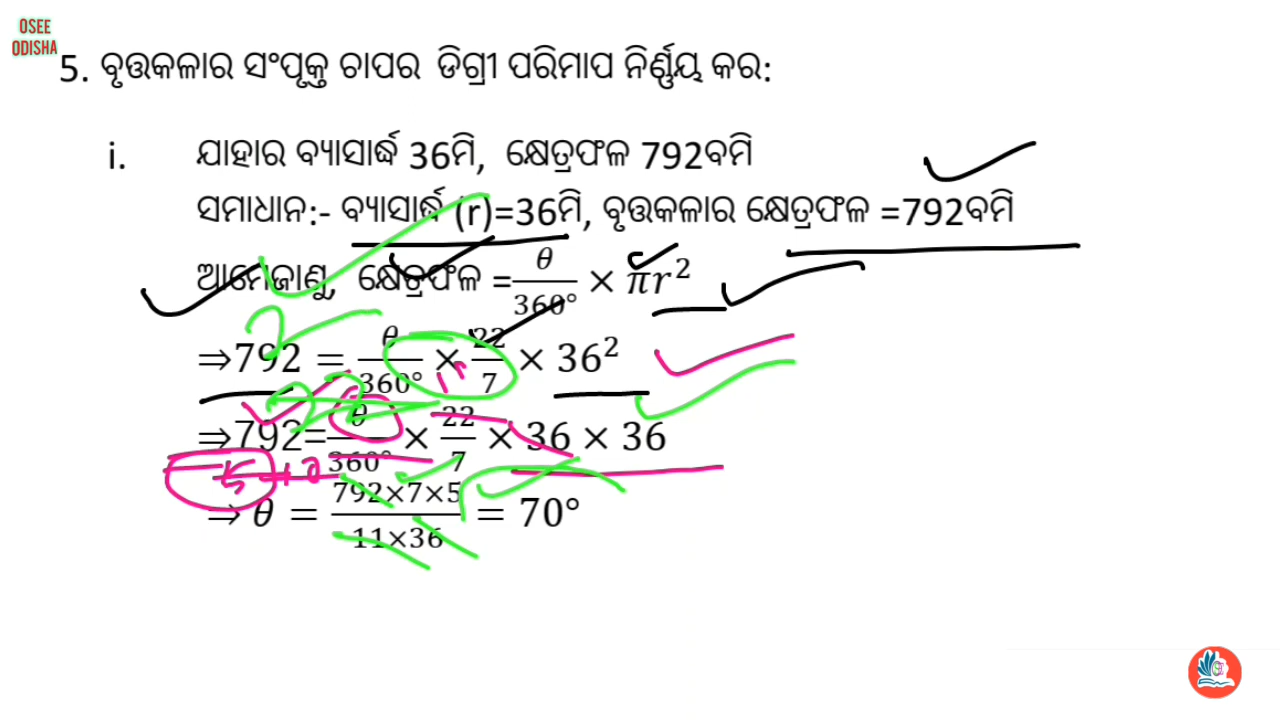 OSEE
ODISHA
5. ବୃତ୍ତକଳାର ସଂପୃକ୍ତ ଚାପର ଡିଗ୍ରୀ ପରିମାପ ନିର୍ଣ୍ଣୟ କର:
i. ଯାହାର ବ୍ୟାସାର୍ଦ୍ଧ 36ମି, କ୍ଷେତ୍ରଫଳ 792ବମି
ସମାଧାନ:- ବ୍ୟାସାର୍ଦ୍ଧ (r)=36ମି, ବୃତ୍ତକଳାର କ୍ଷେତ୍ରଫଳ =792ବମି
ଆମେଜାଣୁ, କ୍ଷେତ୍ରଫଳ =θ/360° × πr²
⇒792 = θ/360° × 22/7 × 36²
⇒792=θ/360° × 22/7 × 36 × 36
⇒ θ = 792×7×5/11×36 = 70°